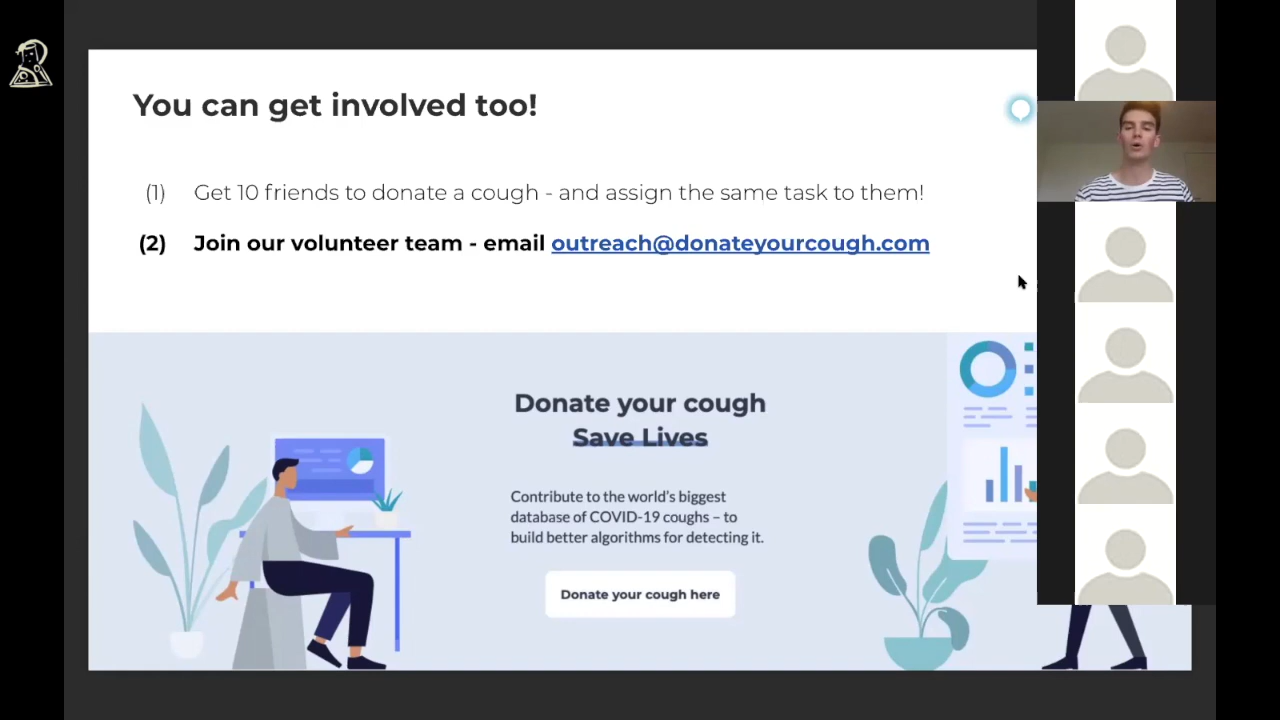 You can get involved too!
(1) Get 10 friends to donate a cough - and assign the same task to them!
(2) Join our volunteer team - email outreach@donateyourcough.com
Donate your cough
Save Lives
Contribute to the world's biggest
database of COVID-19 coughs – to
build better algorithms for detecting it.
Donate your cough here